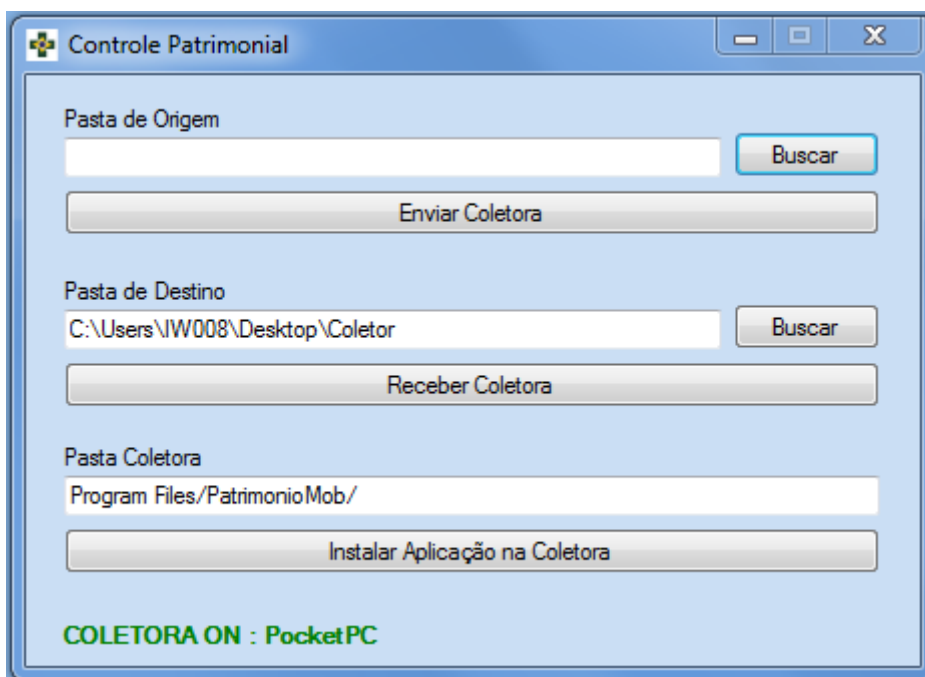 Controle Patrimonial
Pasta de Origem
Buscar
Enviar Coletora
Pasta de Destino
C:\Users\IW008\Desktop\Coletor
Buscar
Receber Coletora
Pasta Coletora
Program Files/PatrimonioMob/
Instalar Aplicação na Coletora
COLETORA ON : PocketPC